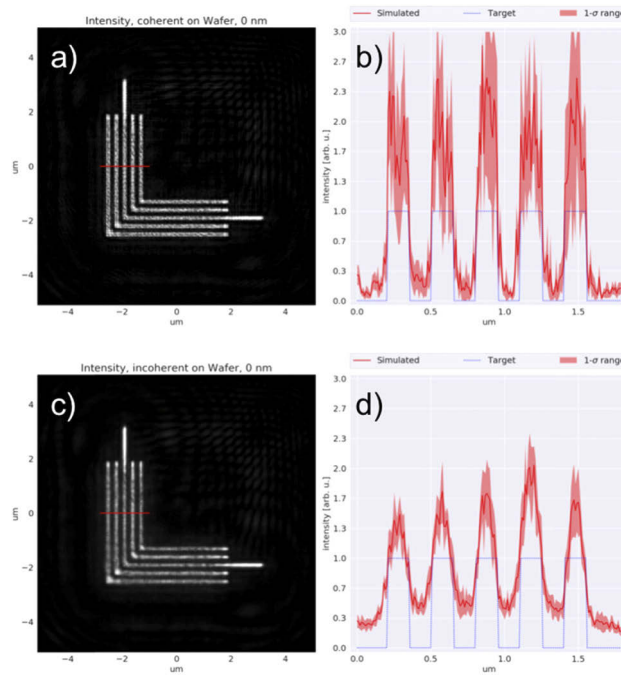 Intensity, coherent on Wafer, 0 nm
a)
4
2
0
−2
−4
um
−4 −2 0 2 4
um
Simulated Target 1-σ range
b)
3.0
2.7
2.3
2.0
1.7
1.3
1.0
0.7
0.3
0.0
Intensity [arb. u.]
0.0 0.5 1.0 1.5
um
Intensity, incoherent on Wafer, 0 nm
c)
4
2
0
−2
−4
um
−4 −2 0 2 4
um
Simulated Target 1-σ range
d)
3.0
2.7
2.3
2.0
1.7
1.3
1.0
0.7
0.3
0.0
Intensity [arb. u.]
0.0 0.5 1.0 1.5
um